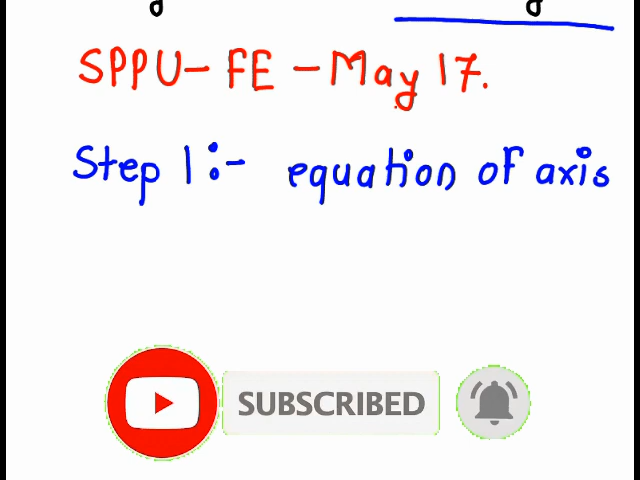 SPPU- FE - May 17.
Step 1 :- equation of axis
SUBSCRIBED